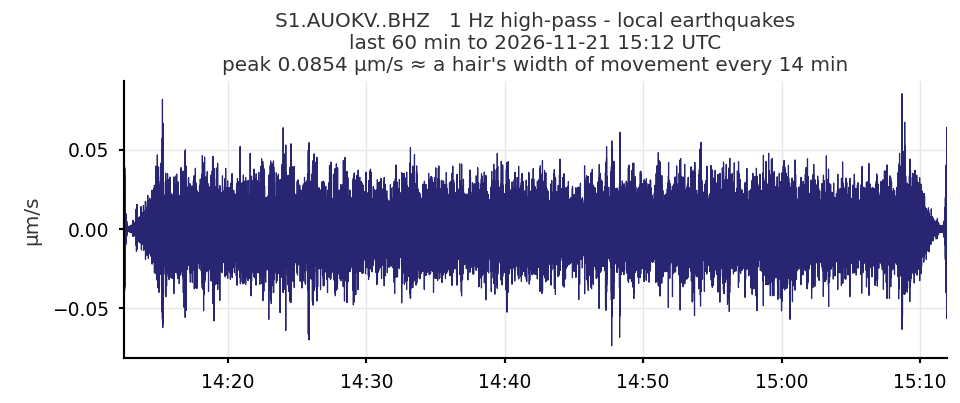 S1.AUOKV..BHZ   1 Hz high-pass - local earthquakes
last 60 min to 2026-11-21 15:12 UTC
peak 0.0854 µm/s ≈ a hair's width of movement every 14 min
0.05
0.00
−0.05
µm/s
14:20
14:30
14:40
14:50
15:00
15:10